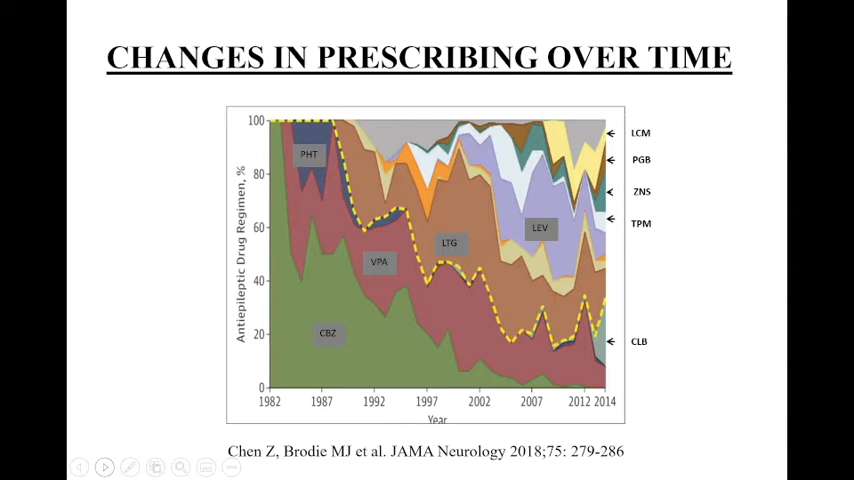 CHANGES IN PRESCRIBING OVER TIME
Antiepileptic Drug Regimen, %
100
80
60
40
20
0
PHT
VPA
CBZ
LTG
LEV
LCM
PGB
ZNS
TPM
CLB
1982 1987 1992 1997 2002 2007 2012 2014
Year
Chen Z, Brodie MJ et al. JAMA Neurology 2018;75: 279-286